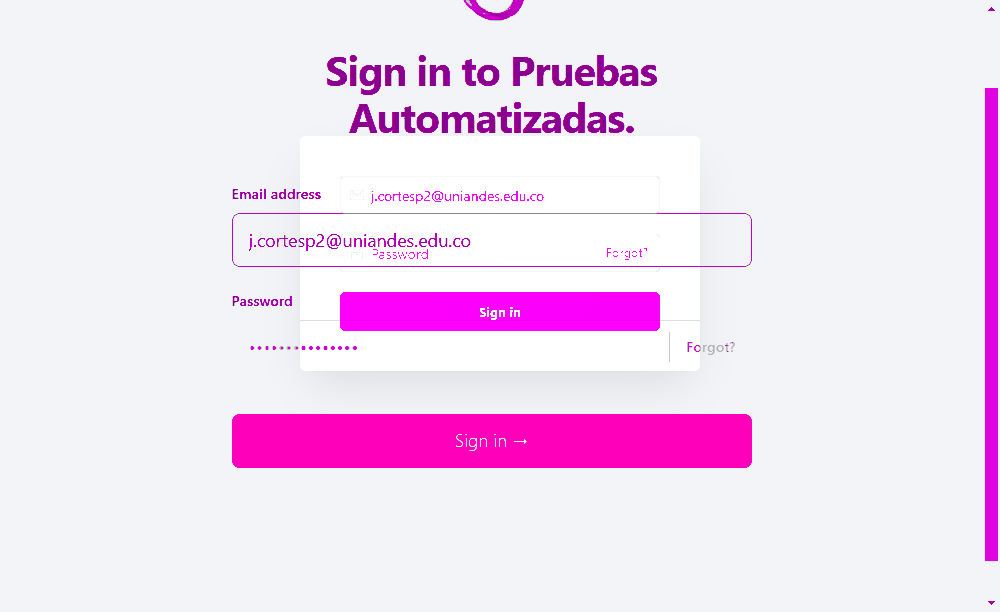 Sign in to Pruebas
Automatizadas.
Email address
j.cortesp2@uniandes.edu.co
j.cortesp2@uniandes.edu.co
Password
Forgot?
Password
Sign in
•••••••••••••••
Forgot?
Sign in →